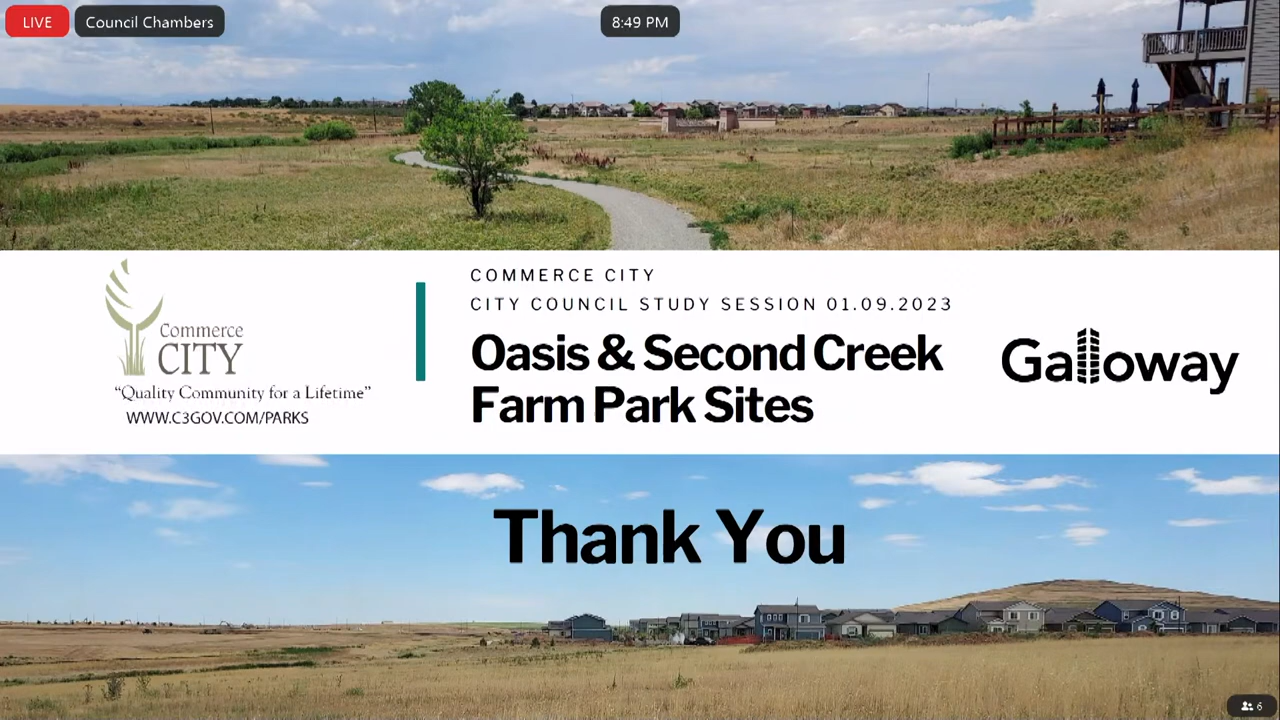 LIVE
Council Chambers
8:49 PM
COMMERCE CITY
CITY COUNCIL STUDY SESSION 01.09.2023
Oasis & Second Creek
Farm Park Sites
Commerce
CITY
“Quality Community for a Lifetime”
WWW.C3GOV.COM/PARKS
Galloway
Thank You
6